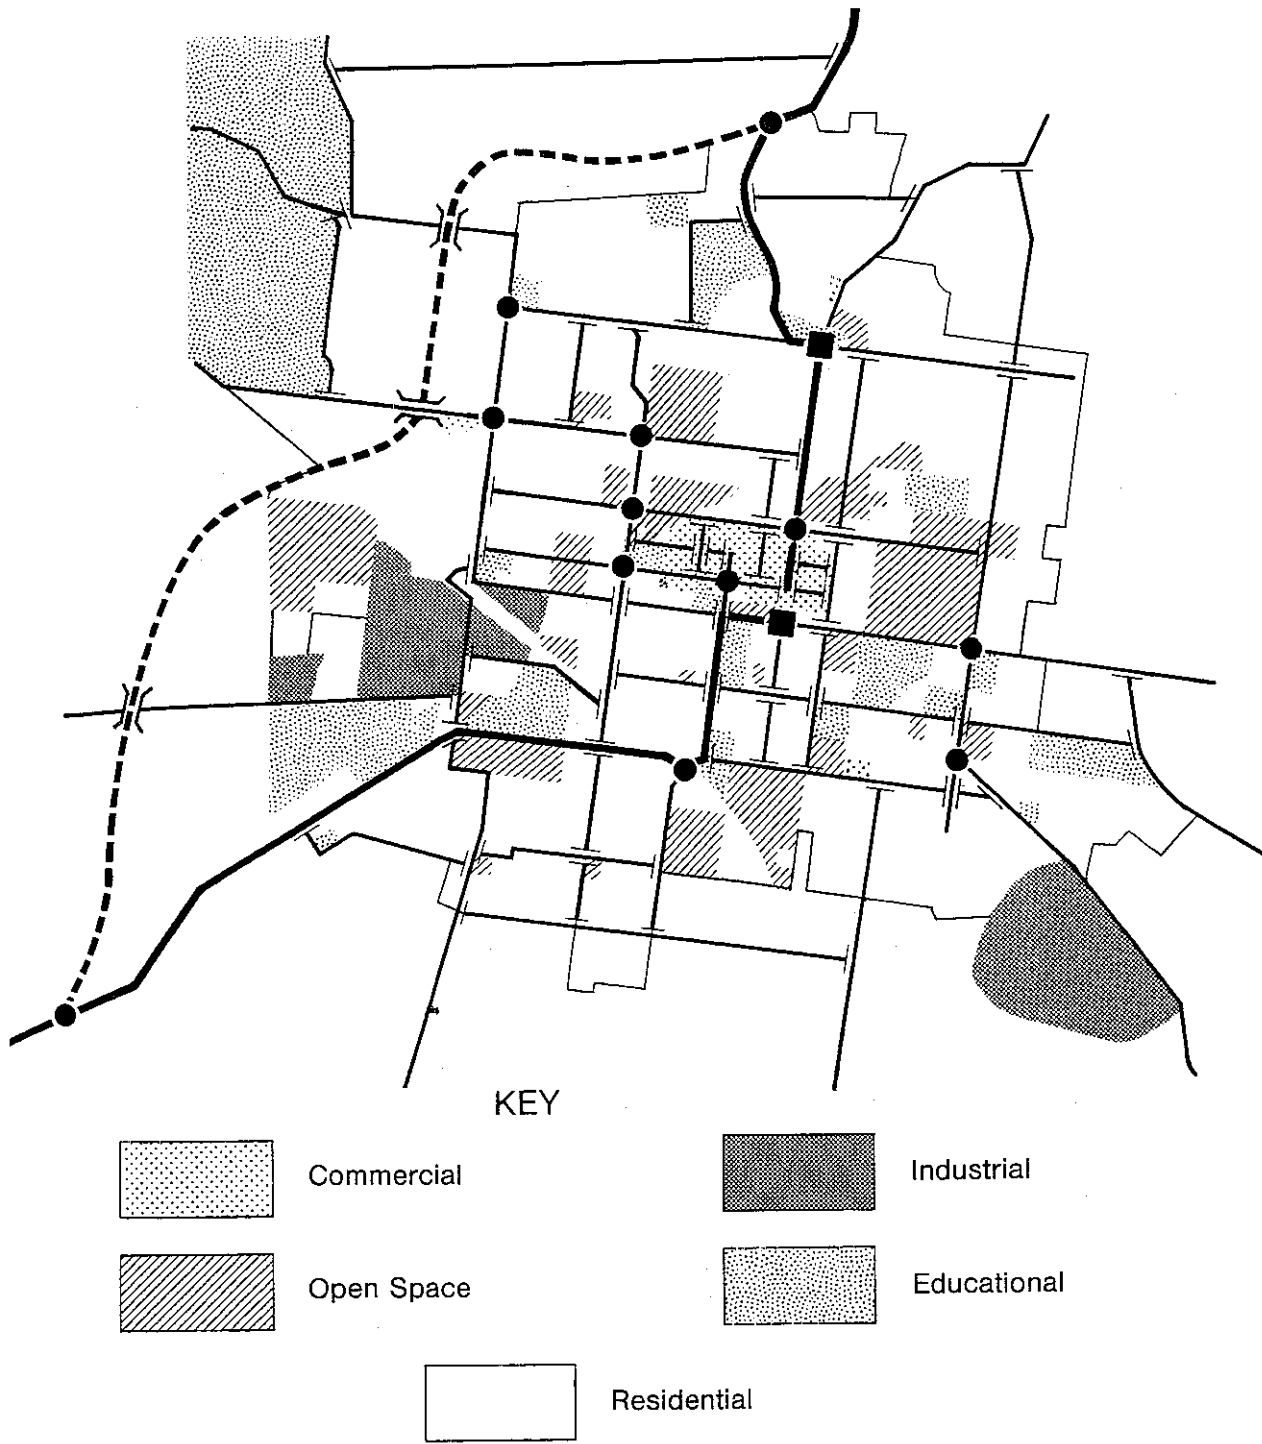 KEY
Commercial
Industrial
Open Space
Educational
Residential